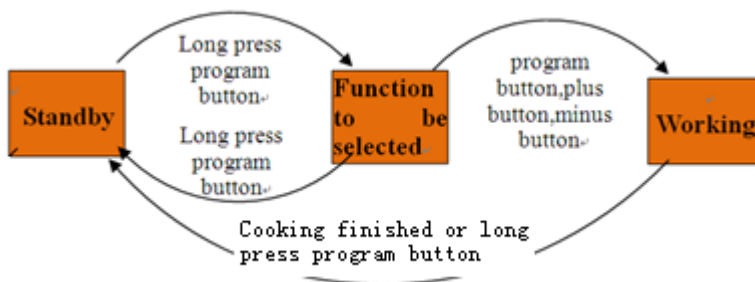 Long press
program
button
Standby
Long press
program
button
Function
to be
selected
program
button,plus
button,minus
button
Working
Cooking finished or long
press program button